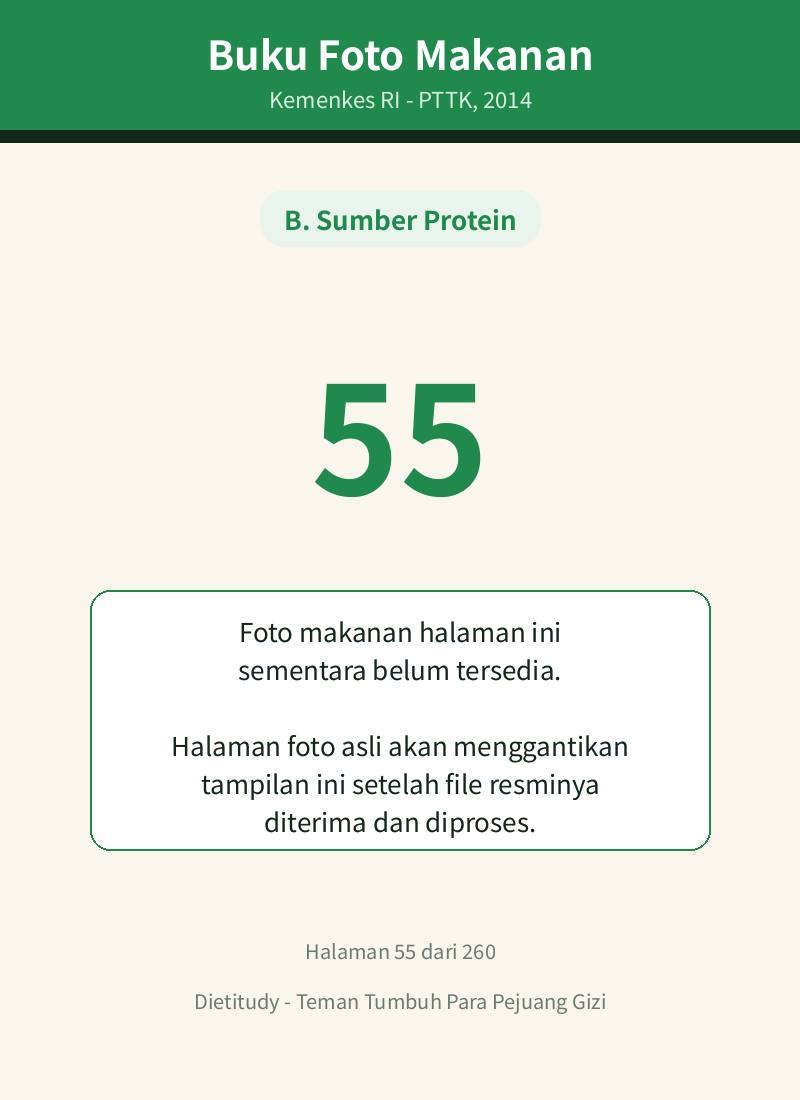 Buku Foto Makanan
Kemenkes RI - PTTK, 2014
B. Sumber Protein
55
Foto makanan halaman ini
sementara belum tersedia.
Halaman foto asli akan menggantikan
tampilan ini setelah file resminya
diterima dan diproses.
Halaman 55 dari 260
Dietitudy - Teman Tumbuh Para Pejuang Gizi